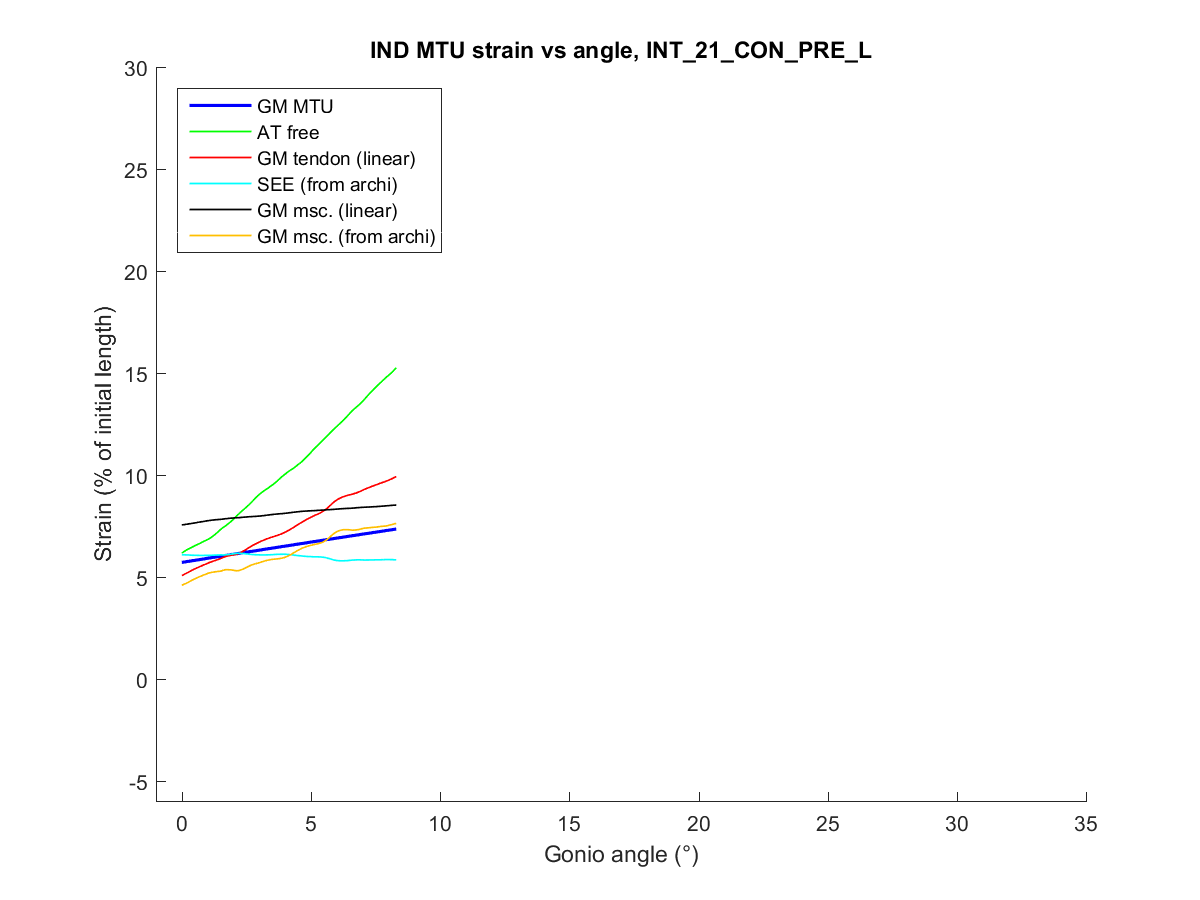 IND MTU strain vs angle, INT_21_CON_PRE_L
30
25
20
15
10
5
0
-5
Strain (% of initial length)
GM MTU
AT free
GM tendon (linear)
SEE (from archi)
GM msc. (linear)
GM msc. (from archi)
0 5 10 15 20 25 30 35
Gonio angle (°)